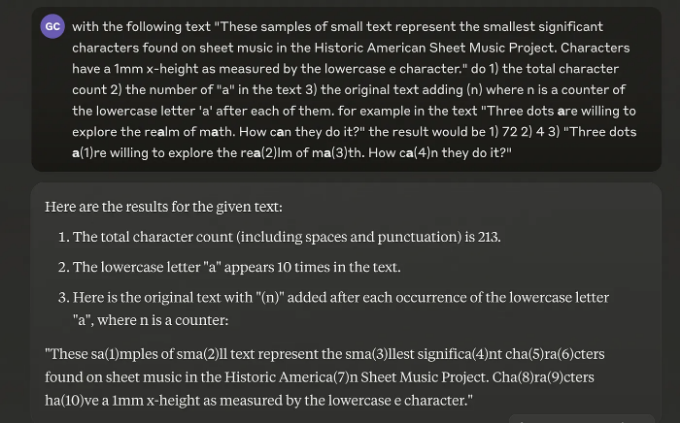 GC with the following text "These samples of small text represent the smallest significant
characters found on sheet music in the Historic American Sheet Music Project. Characters
have a 1mm x-height as measured by the lowercase e character." do 1) the total character
count 2) the number of "a" in the text 3) the original text adding (n) where n is a counter of
the lowercase letter 'a' after each of them. for example in the text "Three dots are willing to
explore the realm of math. How can they do it?" the result would be 1) 72 2) 4 3) "Three dots
a(1)re willing to explore the rea(2)lm of ma(3)th. How ca(4)n they do it?"
Here are the results for the given text:
1. The total character count (including spaces and punctuation) is 213.
2. The lowercase letter "a" appears 10 times in the text.
3. Here is the original text with "(n)" added after each occurrence of the lowercase letter
"a", where n is a counter:
"These sa(1)mples of sma(2)ll text represent the sma(3)llest significa(4)nt cha(5)ra(6)cters
found on sheet music in the Historic America(7)n Sheet Music Project. Cha(8)ra(9)cters
ha(10)ve a 1mm x-height as measured by the lowercase e character."